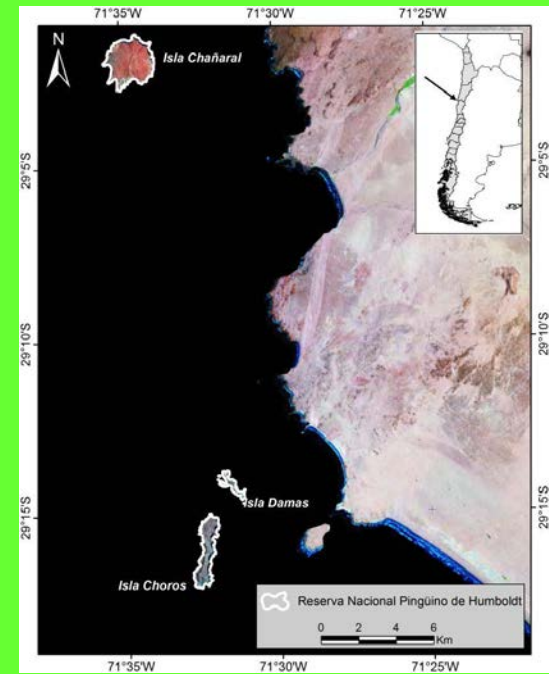 71°35'W 71°30'W 71°25'W
N
Isla Chañaral
29°5'S 29°5'S
29°10'S 29°10'S
Isla Damas
29°15'S 29°15'S
Isla Choros
Reserva Nacional Pingüino de Humboldt
0 2 4 6
Km
71°35'W 71°30'W 71°25'W